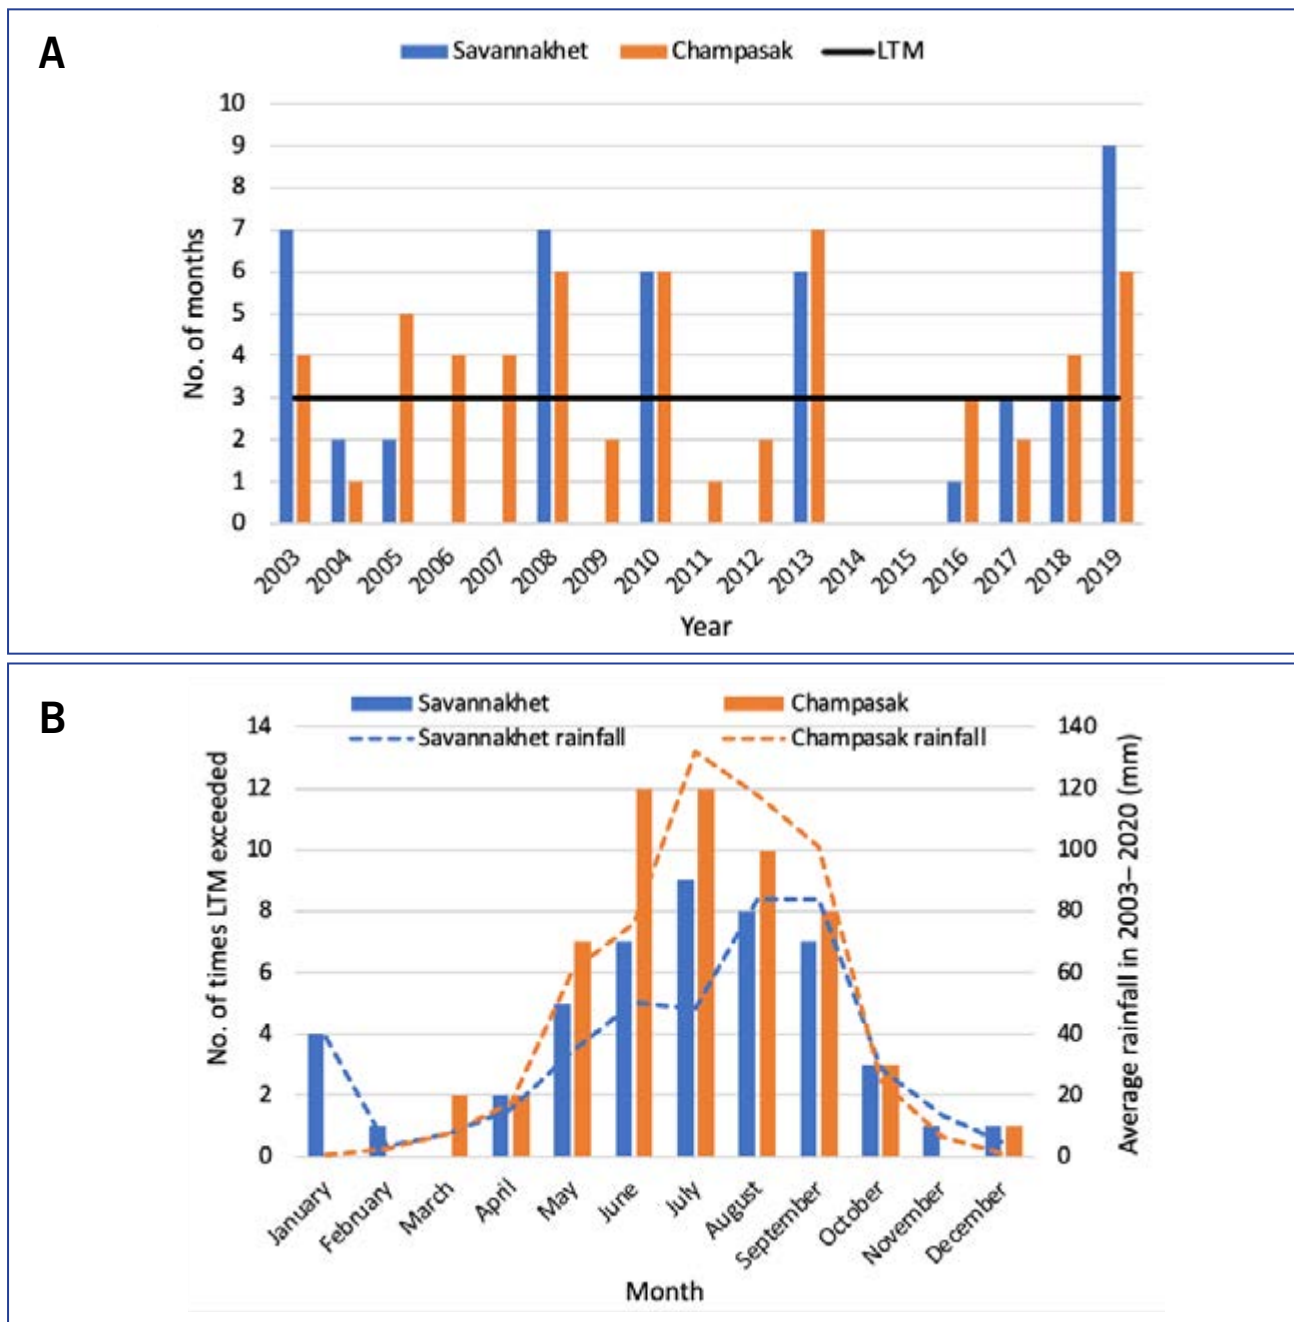 A
Savannakhet Champasak LTM
10
9
8
7
6
5
4
3
2
1
0
No. of months
2003 2004 2005 2006 2007 2008 2009 2010 2011 2012 2013 2014 2015 2016 2017 2018 2019
Year
B
Savannakhet Champasak
Savannakhet rainfall Champasak rainfall
14 140
12 120
10 100
8 80
6 60
4 40
2 20
0 0
No. of times LTM exceeded
Average rainfall in 2003– 2020 (mm)
January February March April May June July August September October November December
Month